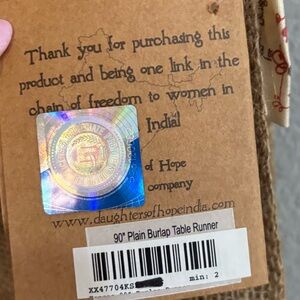 Thank you for purchasing this
product and being one link in the
chain of freedom to women in
India!
of Hope
company
www.daughtersofhopeindia.com
90" Plain Burlap Table Runner
XX47704KS
min: 2